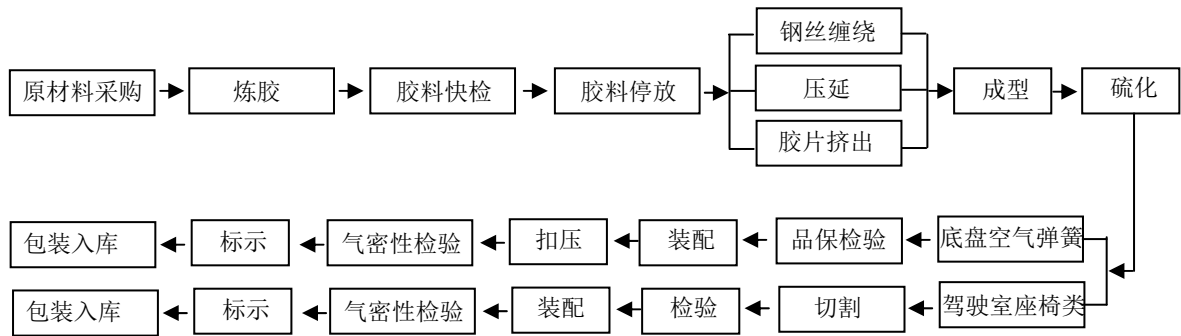 钢丝缠绕
原材料采购
炼胶
胶料快检
胶料停放
压延
成型
硫化
胶片挤出
包装入库
标示
气密性检验
扣压
装配
品保检验
底盘空气弹簧
包装入库
标示
气密性检验
装配
检验
切割
驾驶室座椅类